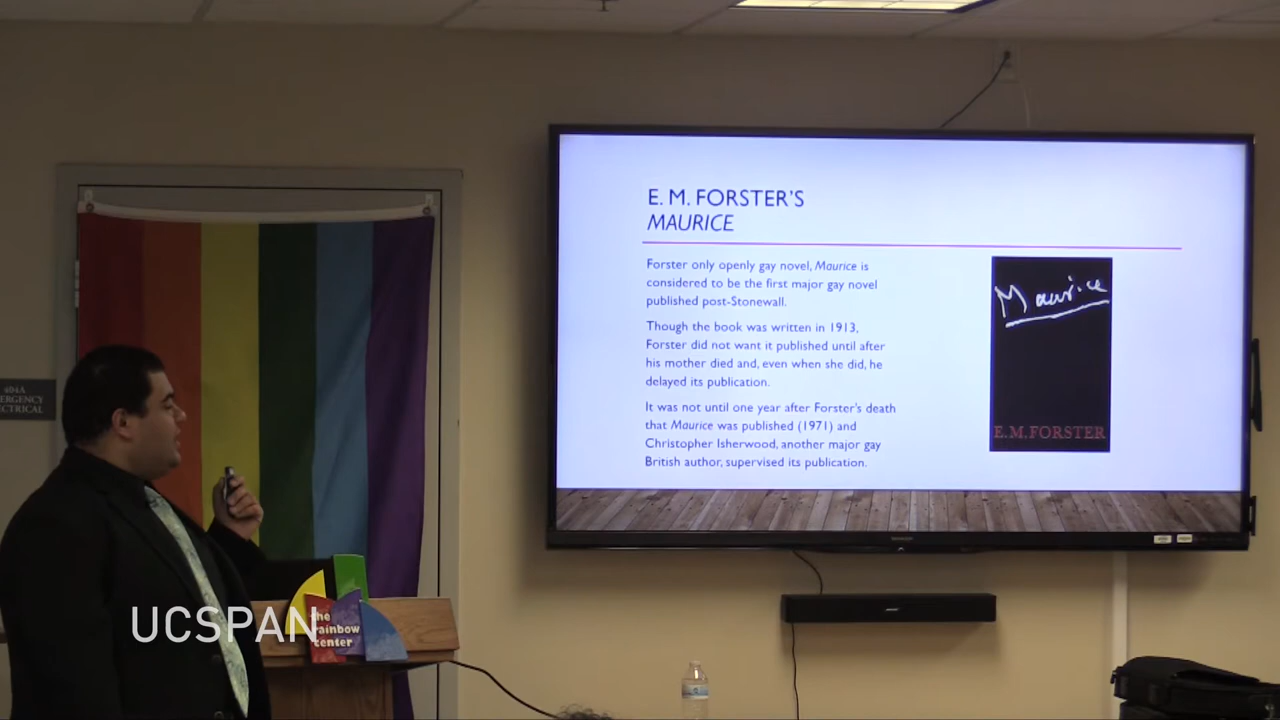 E. M. FORSTER'S
MAURICE
Forster only openly gay novel, Maurice is
considered to be the first major gay novel
published post-Stonewall.
Though the book was written in 1913,
Forster did not want it published until after
his mother died and, even when she did, he
delayed its publication.
It was not until one year after Forster's death
that Maurice was published (1971) and
Christopher Isherwood, another major gay
British author, supervised its publication.
Maurice
E.M.FORSTER
404A
ERGENCY
ECTRICAL
UCSPAN
the
rainbow
center